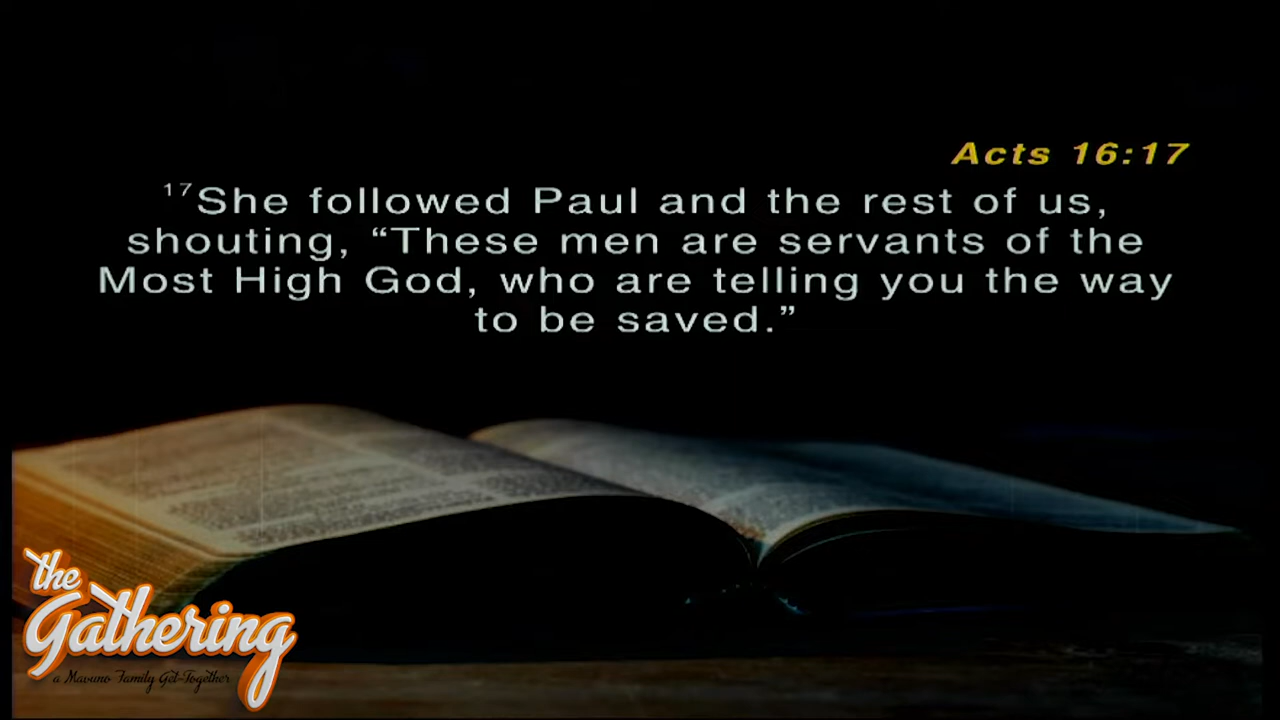 Acts 16:17
¹⁷She followed Paul and the rest of us,
shouting, “These men are servants of the
Most High God, who are telling you the way
to be saved.”
the
Gathering
a Mavuno Family Get-Together